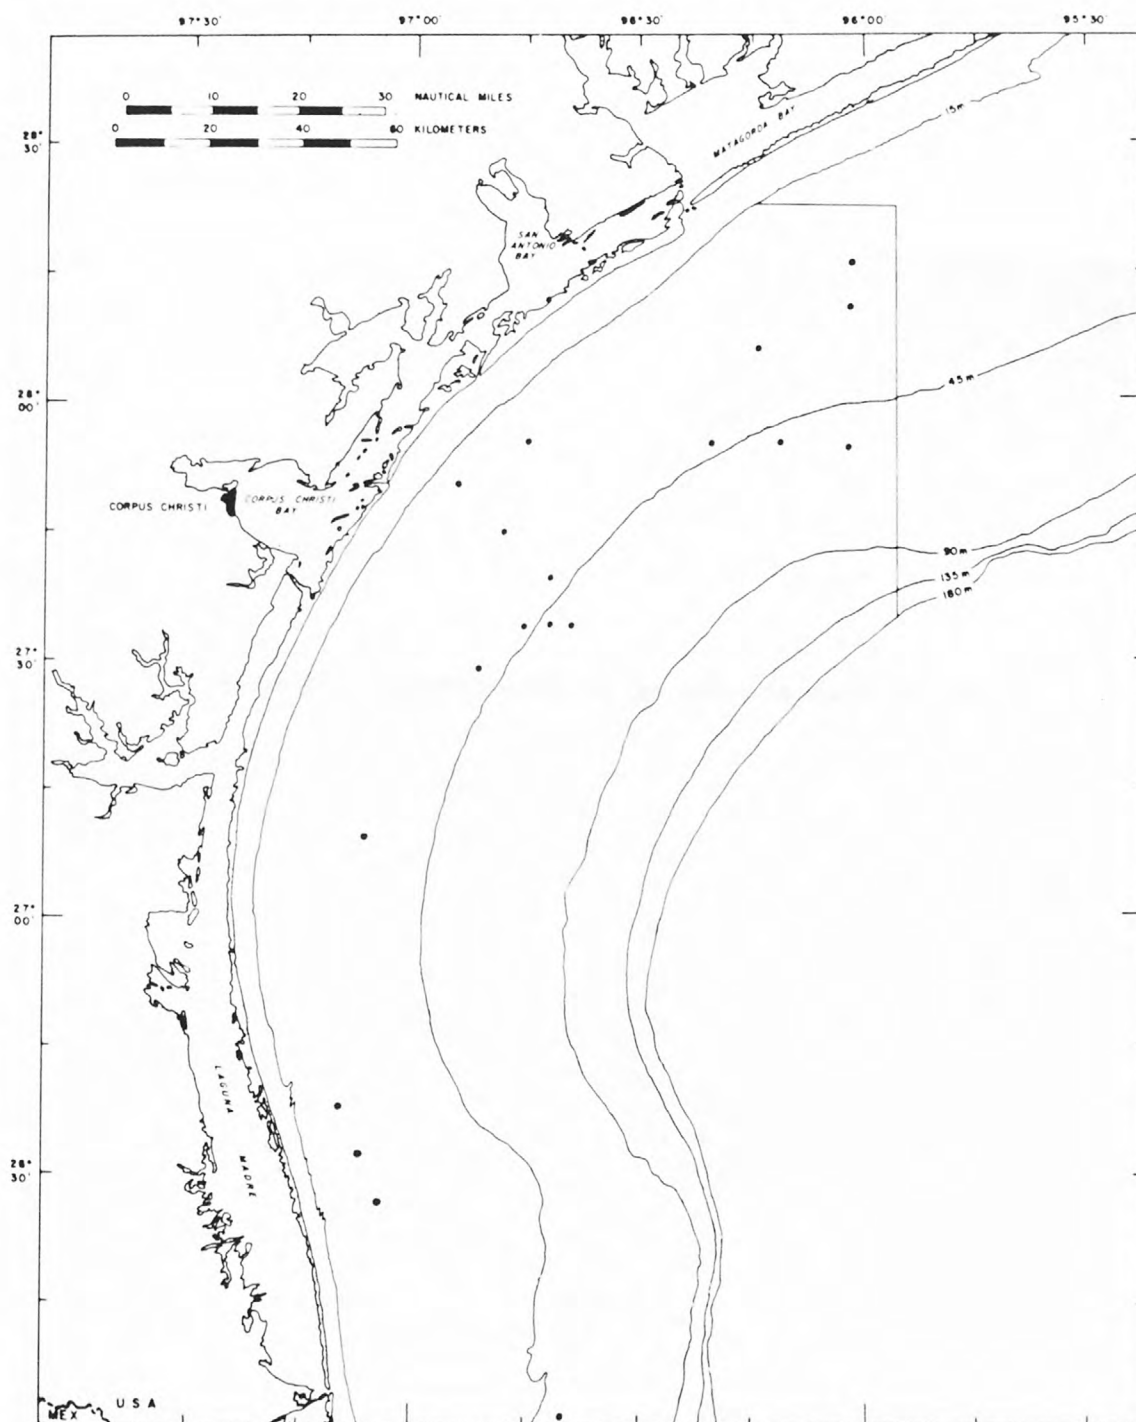 97°30' 97°00' 96°30' 96°00' 95°30'
0 10 20 30 NAUTICAL MILES
0 20 40 60 KILOMETERS
28°
30'
15m
MATAGORDA BAY
SAN
ANTONIO
BAY
45m
28°
00'
CORPUS CHRISTI
CORPUS CHRISTI
BAY
90m
135m
180m
27°
30'
27°
00'
LAGUNA
MADRE
26°
30'
USA
MEX